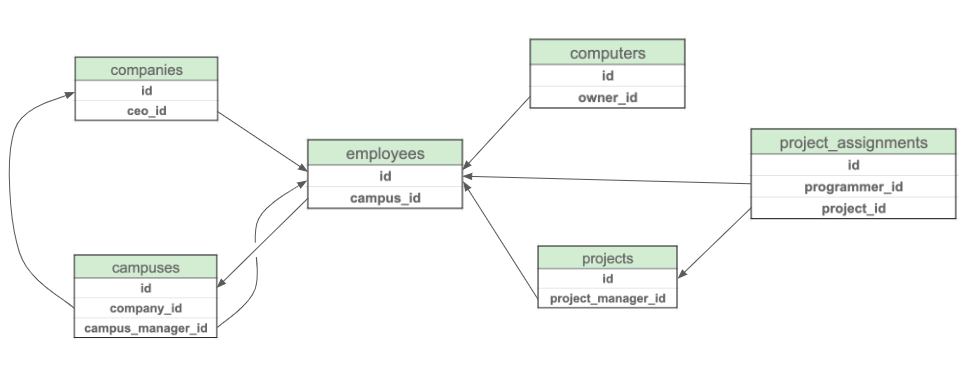 companies
id
ceo_id
computers
id
owner_id
employees
id
campus_id
project_assignments
id
programmer_id
project_id
campuses
id
company_id
campus_manager_id
projects
id
project_manager_id